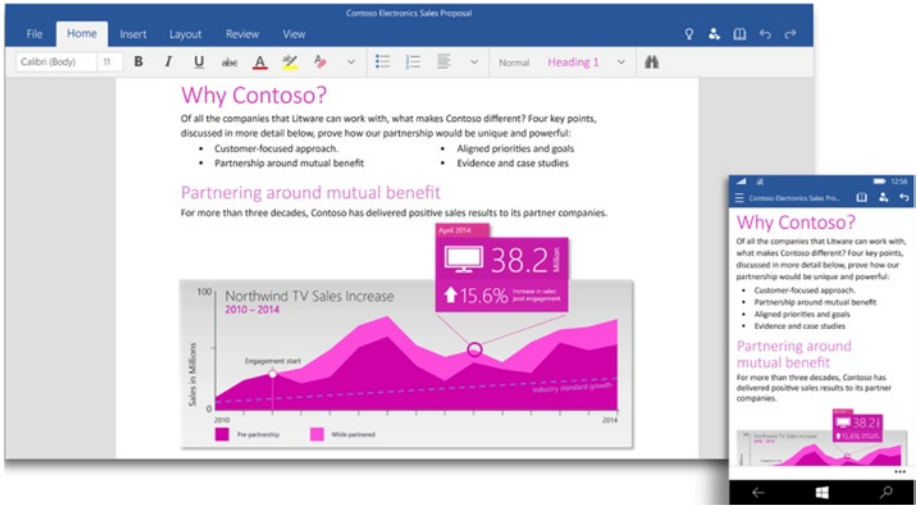 Contoso Electronics Sales Proposal
File Home Insert Layout Review View
Calibri (Body) 11 B I U abc A aby A Normal Heading 1
Why Contoso?
Of all the companies that Litware can work with, what makes Contoso different? Four key points,
discussed in more detail below, prove how our partnership would be unique and powerful:
• Customer-focused approach. • Aligned priorities and goals
• Partnership around mutual benefit • Evidence and case studies
Partnering around mutual benefit
For more than three decades, Contoso has delivered positive sales results to its partner companies.
April 2014
38.2 Million
15.6% Increase in sales
post engagement
100
Northwind TV Sales Increase
2010 – 2014
Engagement start
Sales in Millions
Industry standard growth
0
2010 2014
Pre-partnership While partnered
12:56
Contoso Electronics Sales Pro...
Why Contoso?
Of all the companies that Litware can work with,
what makes Contoso different? Four key points,
discussed in more detail below, prove how our
partnership would be unique and powerful:
• Customer-focused approach.
• Partnership around mutual benefit
• Aligned priorities and goals
• Evidence and case studies
Partnering around
mutual benefit
For more than three decades, Contoso has
delivered positive sales results to its partner
companies.
38.2
15.6%
Northwind TV Sales Increase
2010 – 2014